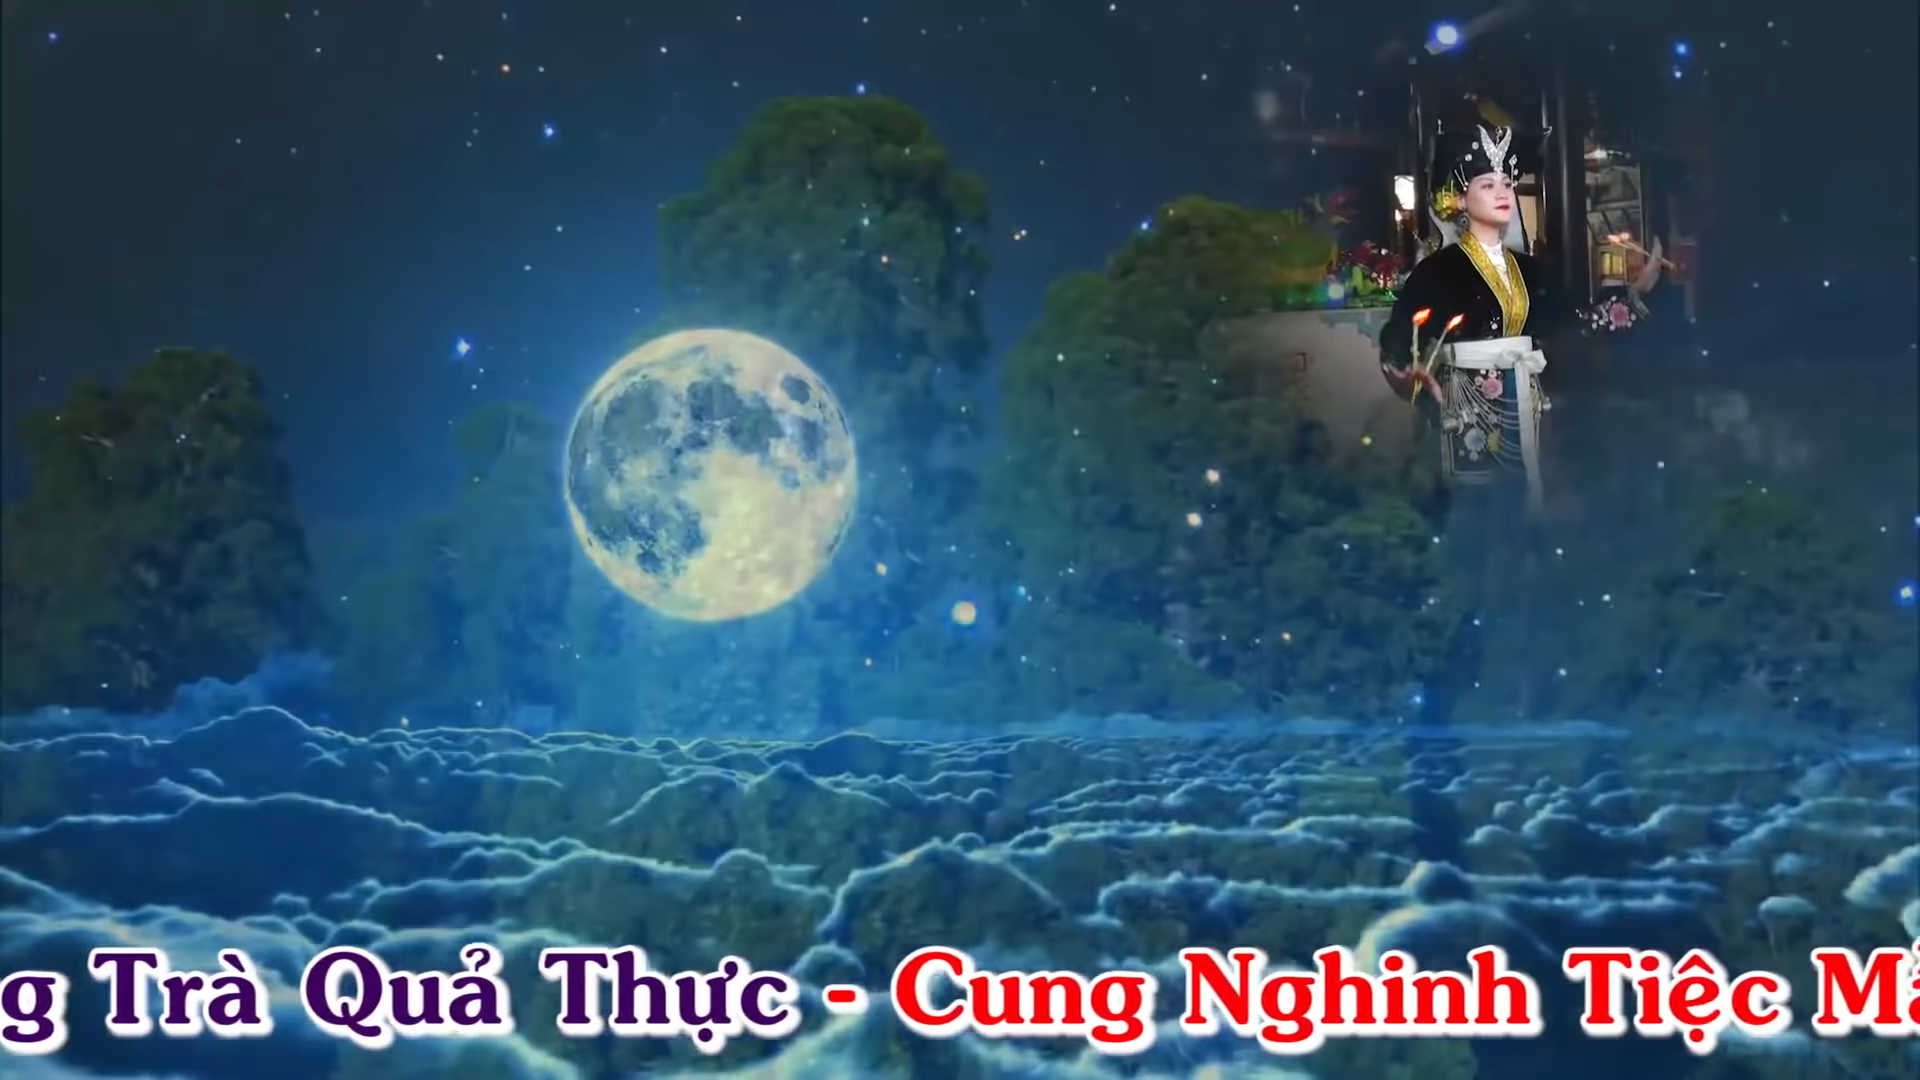 g Trà Quả Thực - Cung Nghinh Tiệc